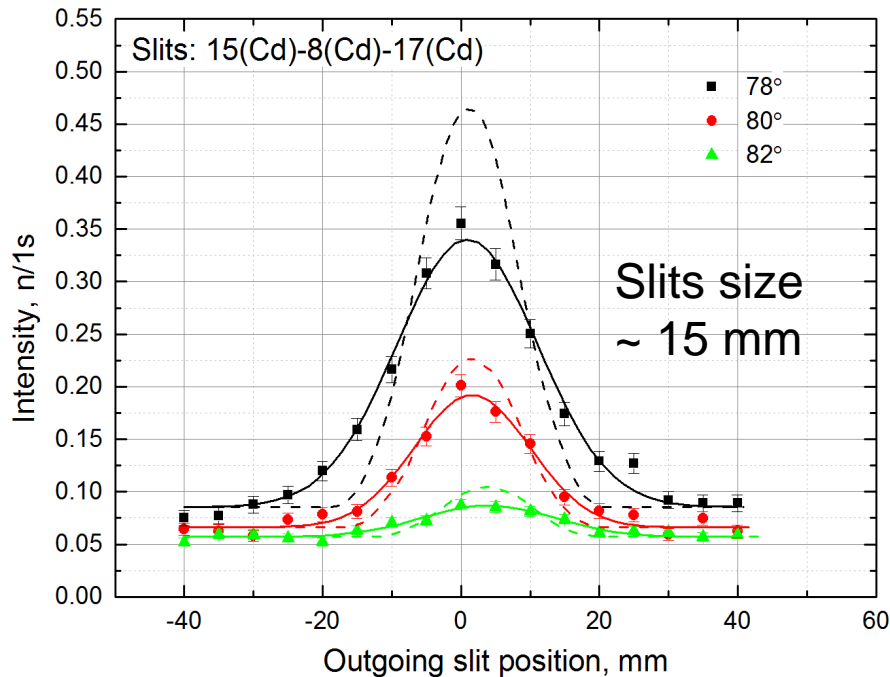 Slits: 15(Cd)-8(Cd)-17(Cd)
78°
80°
82°
Slits size
~ 15 mm
0.55
0.50
0.45
0.40
0.35
0.30
0.25
0.20
0.15
0.10
0.05
0.00
Intensity, n/1s
-40 -20 0 20 40 60
Outgoing slit position, mm